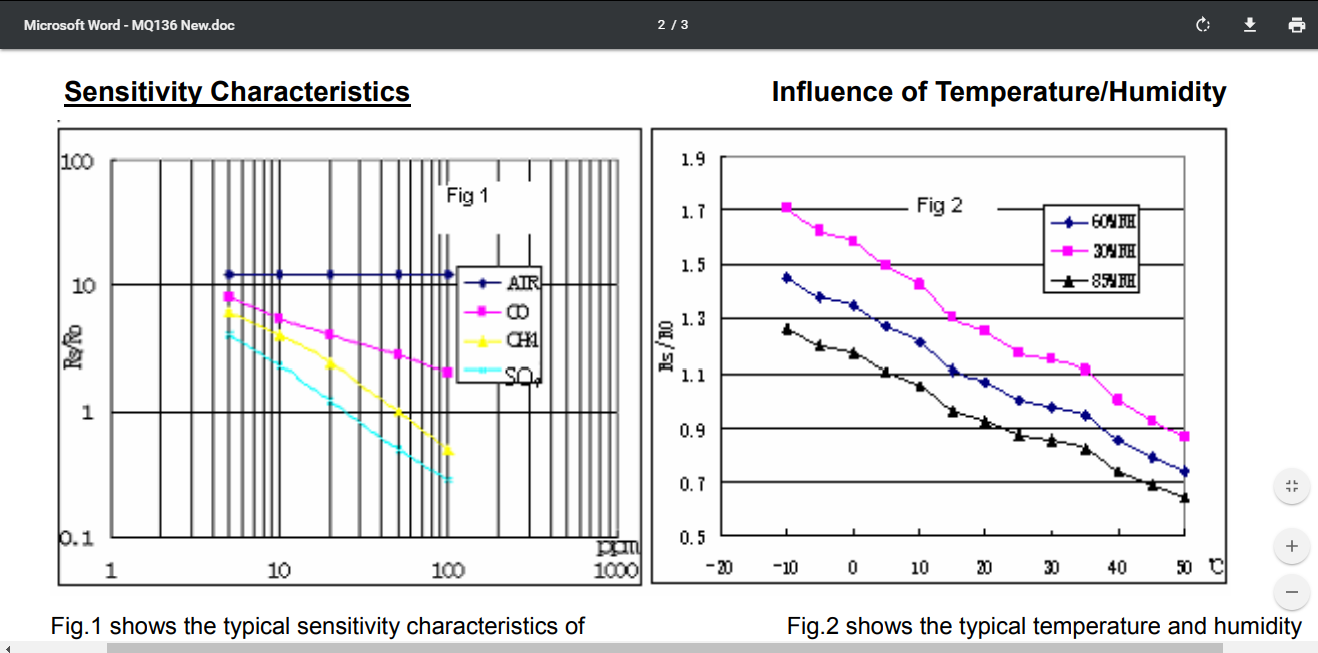 Microsoft Word - MQ136 New.doc
2 / 3
Sensitivity Characteristics
Influence of Temperature/Humidity
100
10
1
0.1
Rs/Ro
Fig 1
AIR
CO
CH4
SO4
ppm
1 10 100 1000
1.9
1.7
1.5
1.3
1.1
0.9
0.7
0.5
Rs/R0
Fig 2
60%RH
30%RH
85%RH
-20 -10 0 10 20 30 40 50 ℃
Fig.1 shows the typical sensitivity characteristics of
Fig.2 shows the typical temperature and humidity